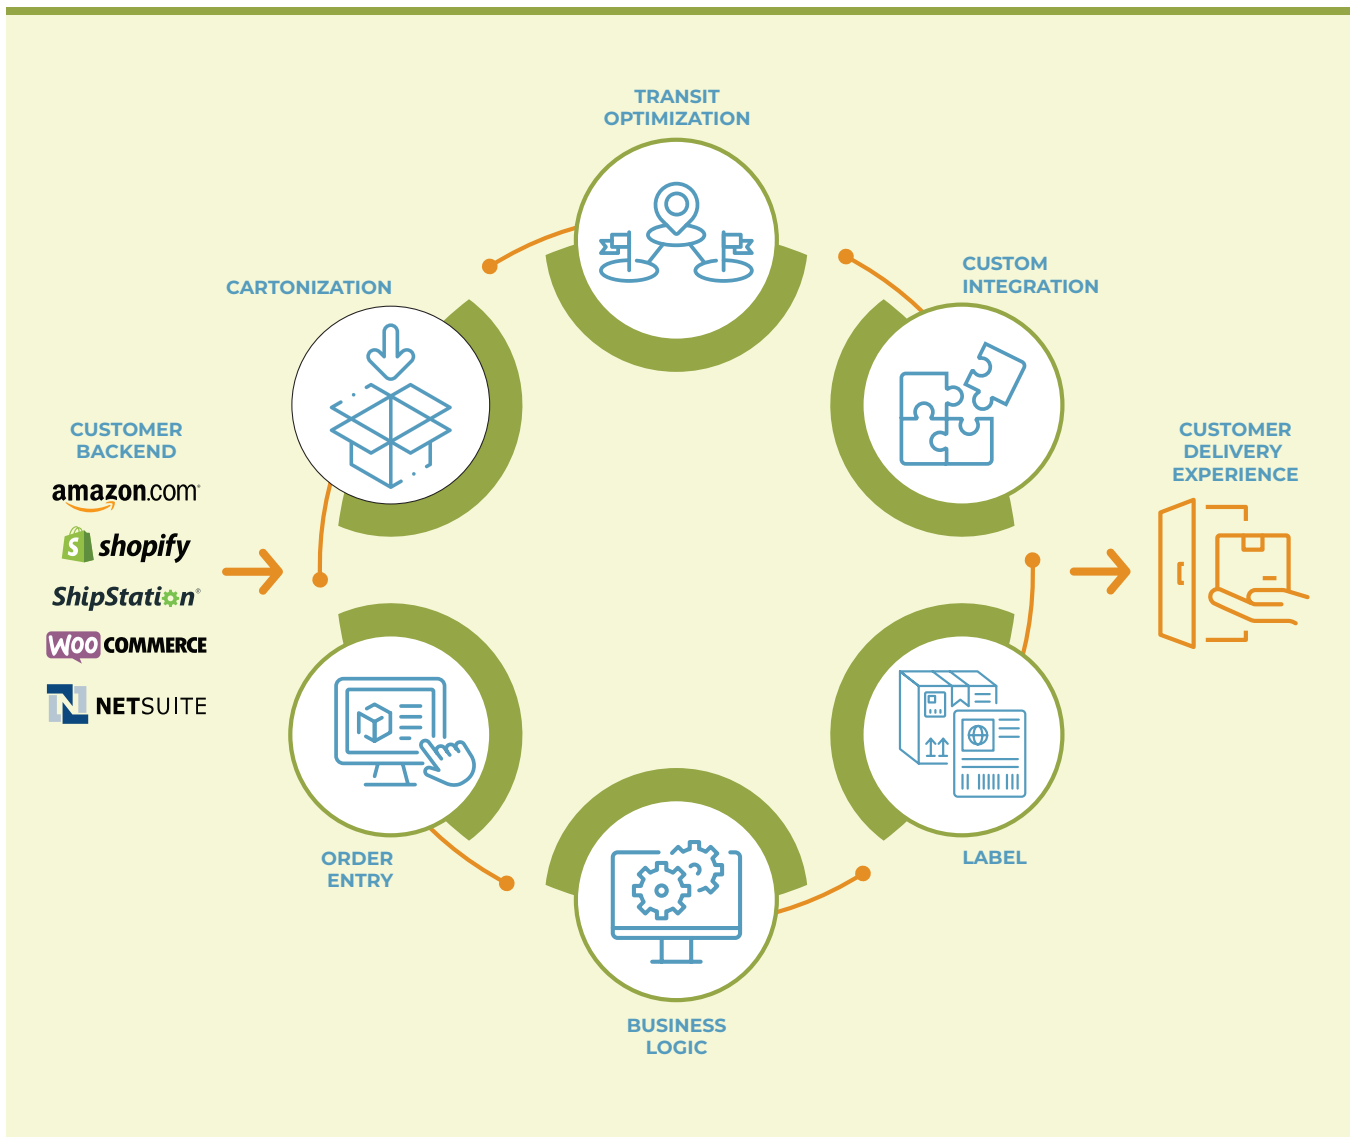 TRANSIT
OPTIMIZATION
CUSTOM
INTEGRATION
CARTONIZATION
CUSTOMER
BACKEND
amazon.com®
shopify
ShipStation®
WOO COMMERCE
N NETSUITE
CUSTOMER
DELIVERY
EXPERIENCE
ORDER
ENTRY
LABEL
BUSINESS
LOGIC